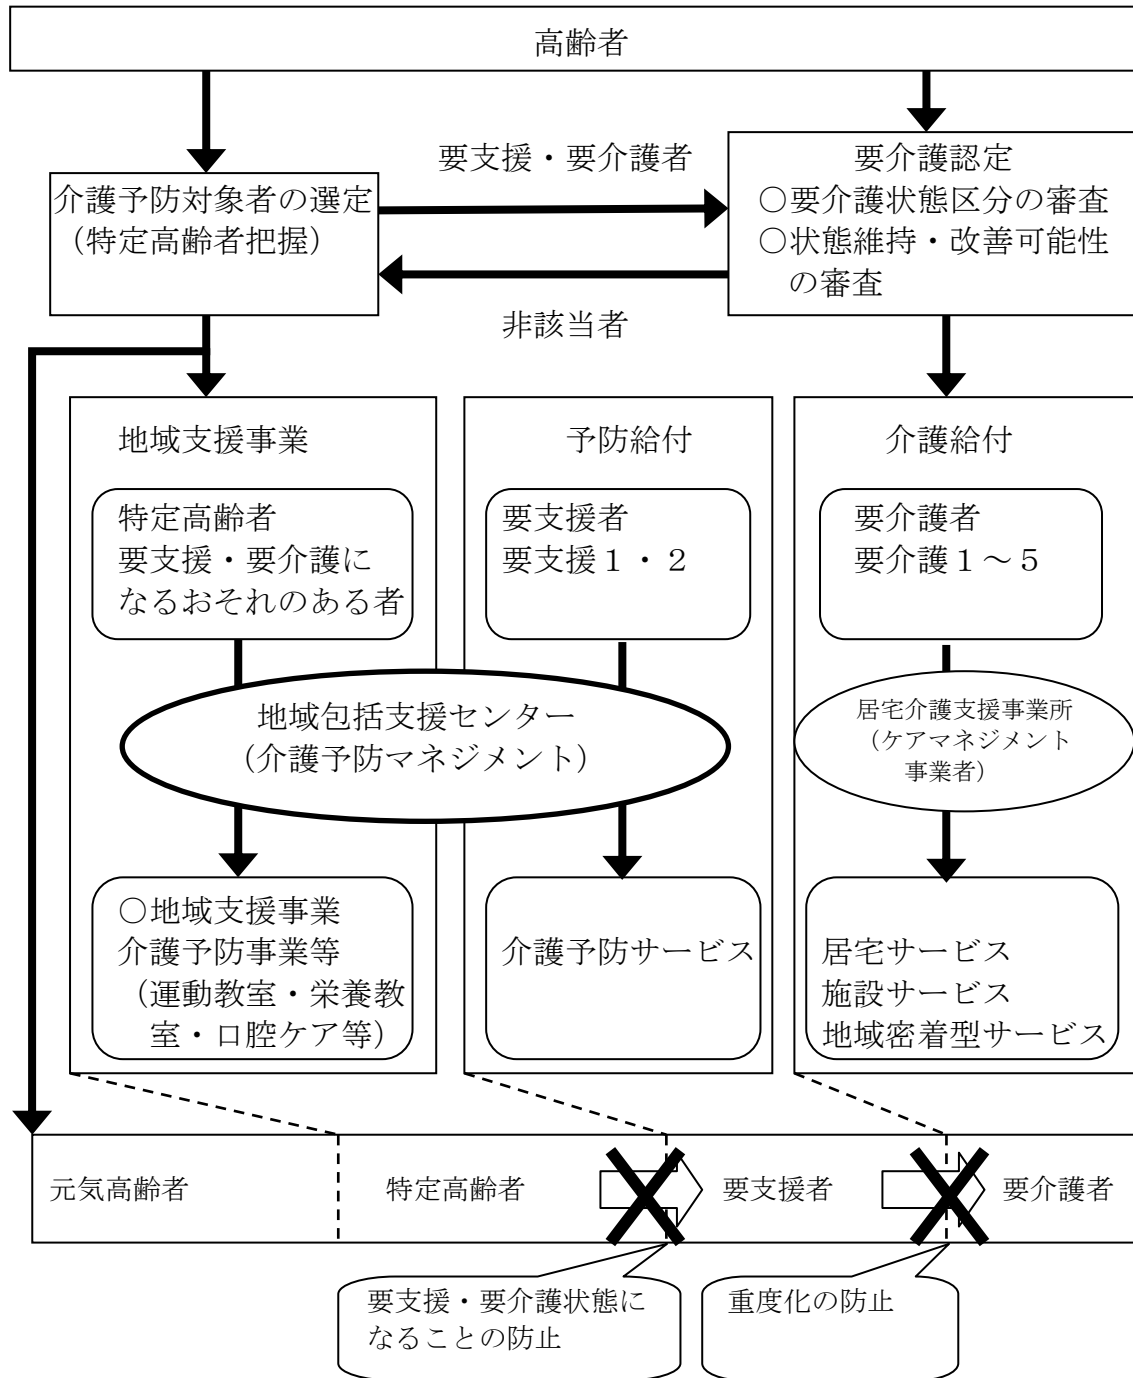 高齢者
要支援・要介護者
介護予防対象者の選定
（特定高齢者把握）
要介護認定
○要介護状態区分の審査
○状態維持・改善可能性
の審査
非該当者
地域支援事業
特定高齢者
要支援・要介護に
なるおそれのある者
予防給付
要支援者
要支援１・２
介護給付
要介護者
要介護１～５
地域包括支援センター
（介護予防マネジメント）
居宅介護支援事業所
（ケアマネジメント
事業者）
○地域支援事業
介護予防事業等
（運動教室・栄養教
室・口腔ケア等）
介護予防サービス
居宅サービス
施設サービス
地域密着型サービス
元気高齢者
特定高齢者
要支援者
要介護者
要支援・要介護状態に
なることの防止
重度化の防止